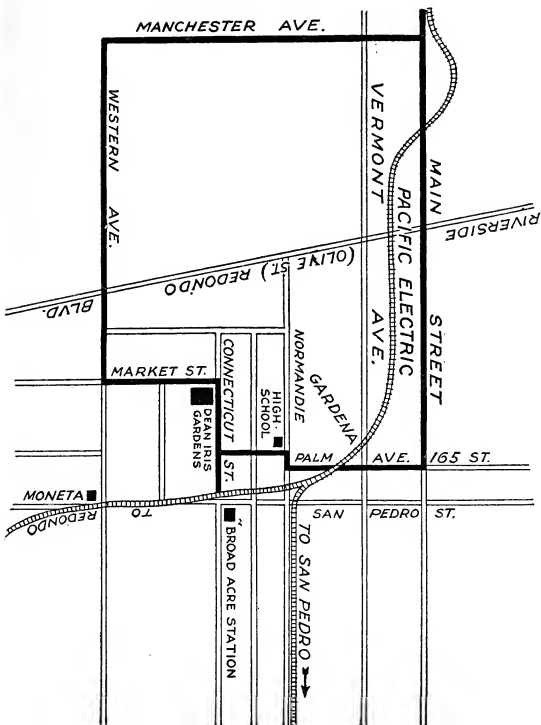 MANCHESTER AVE.
WESTERN AVE.
VERMONT AVE.
MAIN STREET
PACIFIC ELECTRIC
RIVERSIDE
(OLIVE ST.) REDONDO BLVD.
MARKET ST.
CONNECTICUT ST.
NORMANDIE
GARDENA
HIGH-
SCHOOL
DEAN IRIS
GARDENS
PALM AVE. 165 ST.
MONETA
TO REDONDO
SAN PEDRO ST.
BROAD ACRE STATION
TO SAN PEDRO